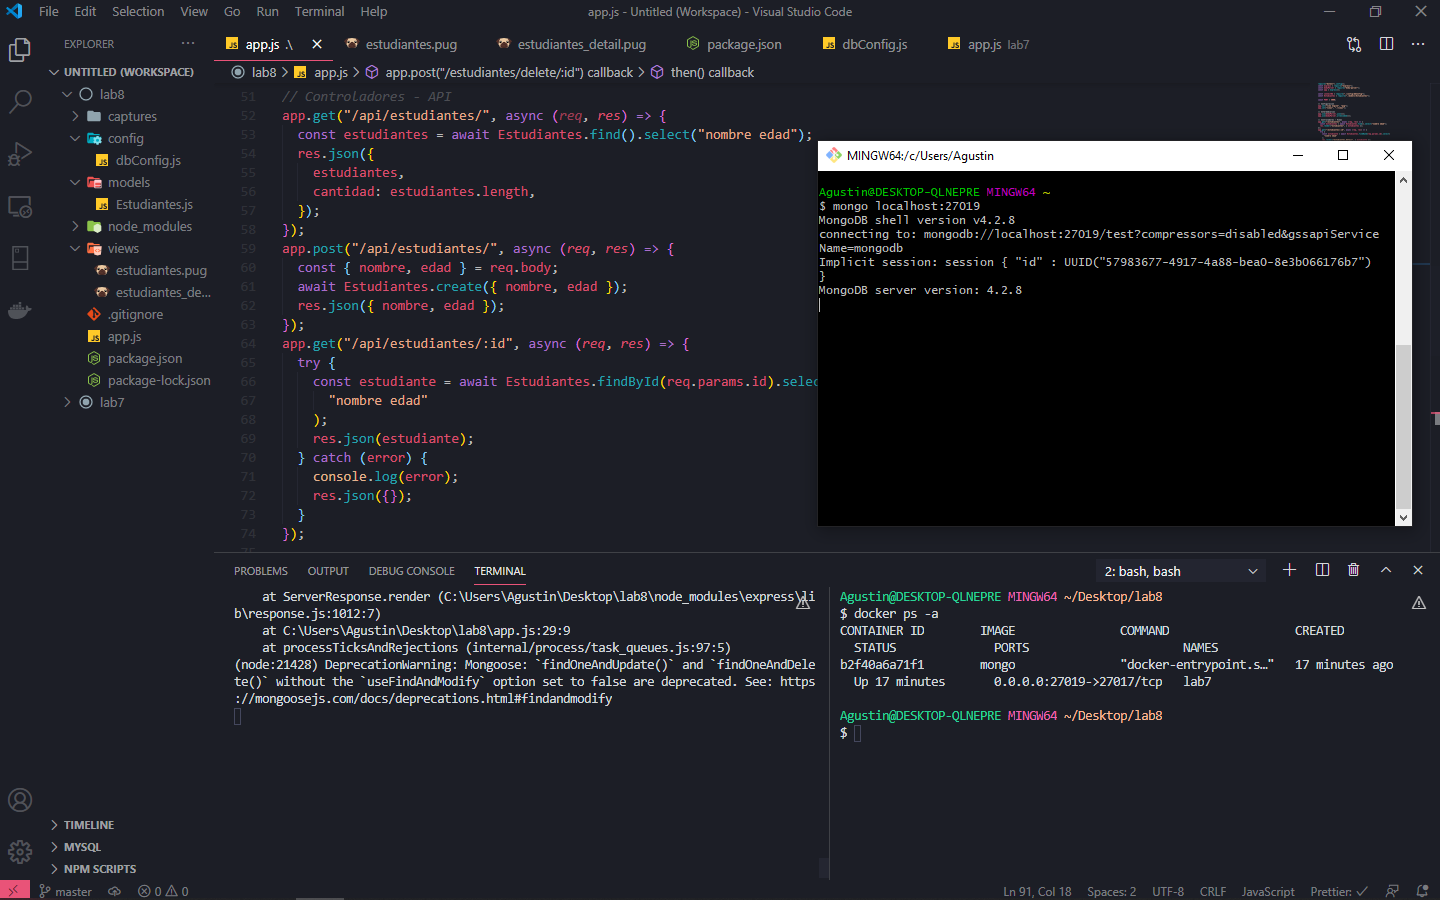 File Edit Selection View Go Run Terminal Help
app.js - Untitled (Workspace) - Visual Studio Code
EXPLORER
UNTITLED (WORKSPACE)
lab8
captures
config
dbConfig.js
models
Estudiantes.js
node_modules
views
estudiantes.pug
estudiantes_de...
.gitignore
app.js
package.json
package-lock.json
lab7
TIMELINE
MYSQL
NPM SCRIPTS
app.js .\ estudiantes.pug estudiantes_detail.pug package.json dbConfig.js app.js lab7
lab8 > app.js > app.post("/estudiantes/delete/:id") callback > then() callback
51 // Controladores - API
52 app.get("/api/estudiantes/", async (req, res) => {
53 const estudiantes = await Estudiantes.find().select("nombre edad");
54 res.json({
55 estudiantes,
56 cantidad: estudiantes.length,
57 });
58 });
59 app.post("/api/estudiantes/", async (req, res) => {
60 const { nombre, edad } = req.body;
61 await Estudiantes.create({ nombre, edad });
62 res.json({ nombre, edad });
63 });
64 app.get("/api/estudiantes/:id", async (req, res) => {
65 try {
66 const estudiante = await Estudiantes.findById(req.params.id).selec
67 "nombre edad"
68 );
69 res.json(estudiante);
70 } catch (error) {
71 console.log(error);
72 res.json({});
73 }
74 });
MINGW64:/c/Users/Agustin
Agustin@DESKTOP-QLNEPRE MINGW64 ~
$ mongo localhost:27019
MongoDB shell version v4.2.8
connecting to: mongodb://localhost:27019/test?compressors=disabled&gssapiService
Name=mongodb
Implicit session: session { "id" : UUID("57983677-4917-4a88-bea0-8e3b066176b7")
}
MongoDB server version: 4.2.8
PROBLEMS OUTPUT DEBUG CONSOLE TERMINAL
2: bash, bash
at ServerResponse.render (C:\Users\Agustin\Desktop\lab8\node_modules\express\li
b\response.js:1012:7)
at C:\Users\Agustin\Desktop\lab8\app.js:29:9
at processTicksAndRejections (internal/process/task_queues.js:97:5)
(node:21428) DeprecationWarning: Mongoose: `findOneAndUpdate()` and `findOneAndDele
te()` without the `useFindAndModify` option set to false are deprecated. See: https
://mongoosejs.com/docs/deprecations.html#findandmodify
Agustin@DESKTOP-QLNEPRE MINGW64 ~/Desktop/lab8
$ docker ps -a
CONTAINER ID IMAGE COMMAND CREATED
STATUS PORTS NAMES
b2f40a6a71f1 mongo "docker-entrypoint.s…" 17 minutes ago
Up 17 minutes 0.0.0.0:27019->27017/tcp lab7
Agustin@DESKTOP-QLNEPRE MINGW64 ~/Desktop/lab8
$
master 0 0
Ln 91, Col 18 Spaces: 2 UTF-8 CRLF JavaScript Prettier: ✓